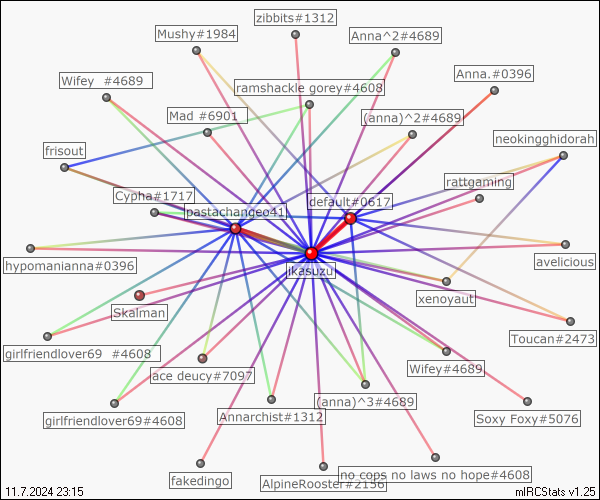 zibbits#1312
Mushy#1984
Anna^2#4689
Anna.#0396
Wifey  #4689
ramshackle gorey#4608
Mad #6901
(anna)^2#4689
neokingghidorah
frisout
rattgaming
Cypha#1717
default#0617
pastachangeo41
avelicious
hypomanianna#0396
jkasuzu
xenoyaut
Skalman
Toucan#2473
girlfriendlover69  #4608
Wifey#4689
ace deucy#7097
(anna)^3#4689
Annarchist#1312
Soxy Foxy#5076
girlfriendlover69#4608
no cops no laws no hope#4608
fakedingo
AlpineRooster#2156
11.7.2024 23:15
mIRCStats v1.25